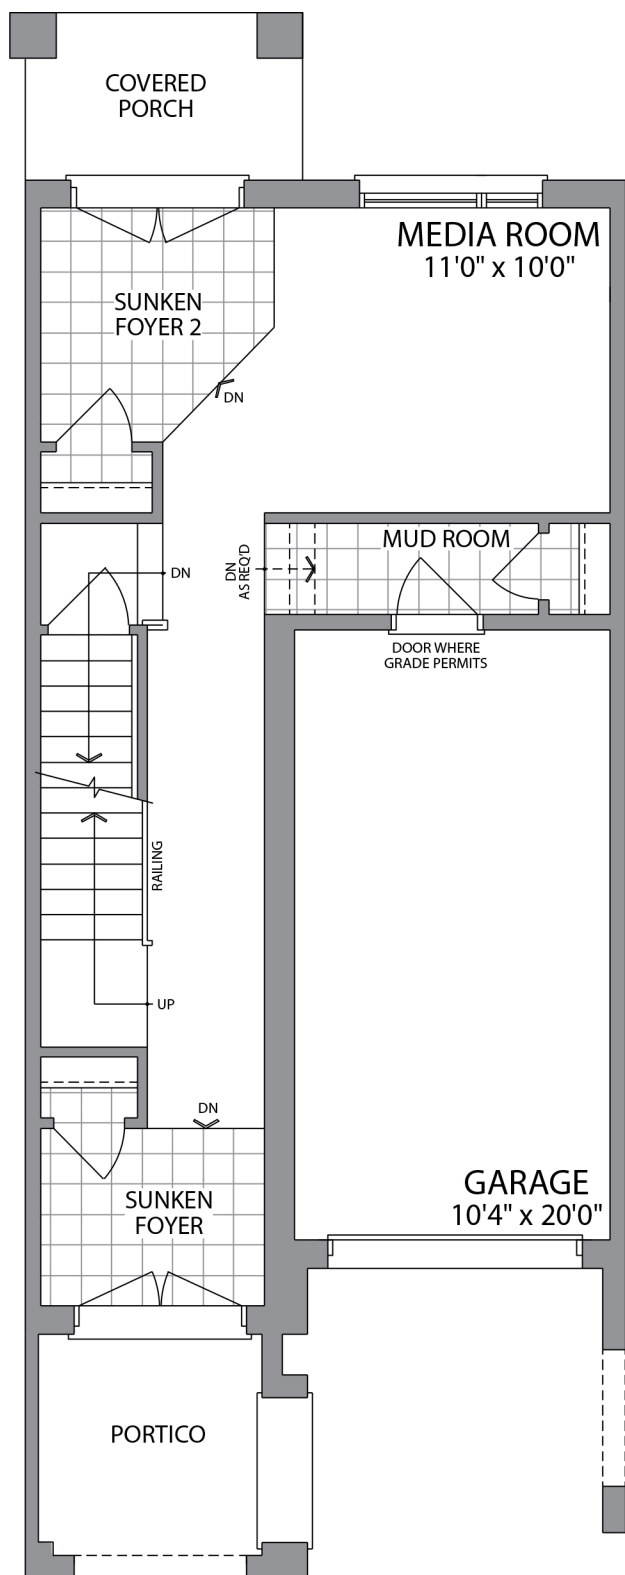 COVERED
PORCH
MEDIA ROOM
11'0" x 10'0"
SUNKEN
FOYER 2
DN
MUD ROOM
DN
DN
AS REQ'D
DOOR WHERE
GRADE PERMITS
RAILING
UP
DN
GARAGE
10'4" x 20'0"
SUNKEN
FOYER
PORTICO